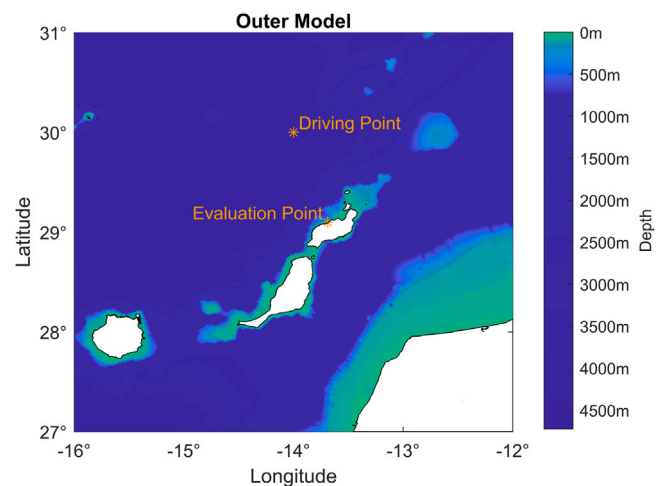 Outer Model
31°
30°
29°
28°
27°
Latitude
Driving Point
Evaluation Point
-16°
-15°
-14°
-13°
-12°
Longitude
0m
500m
1000m
1500m
2000m
2500m
3000m
3500m
4000m
4500m
Depth